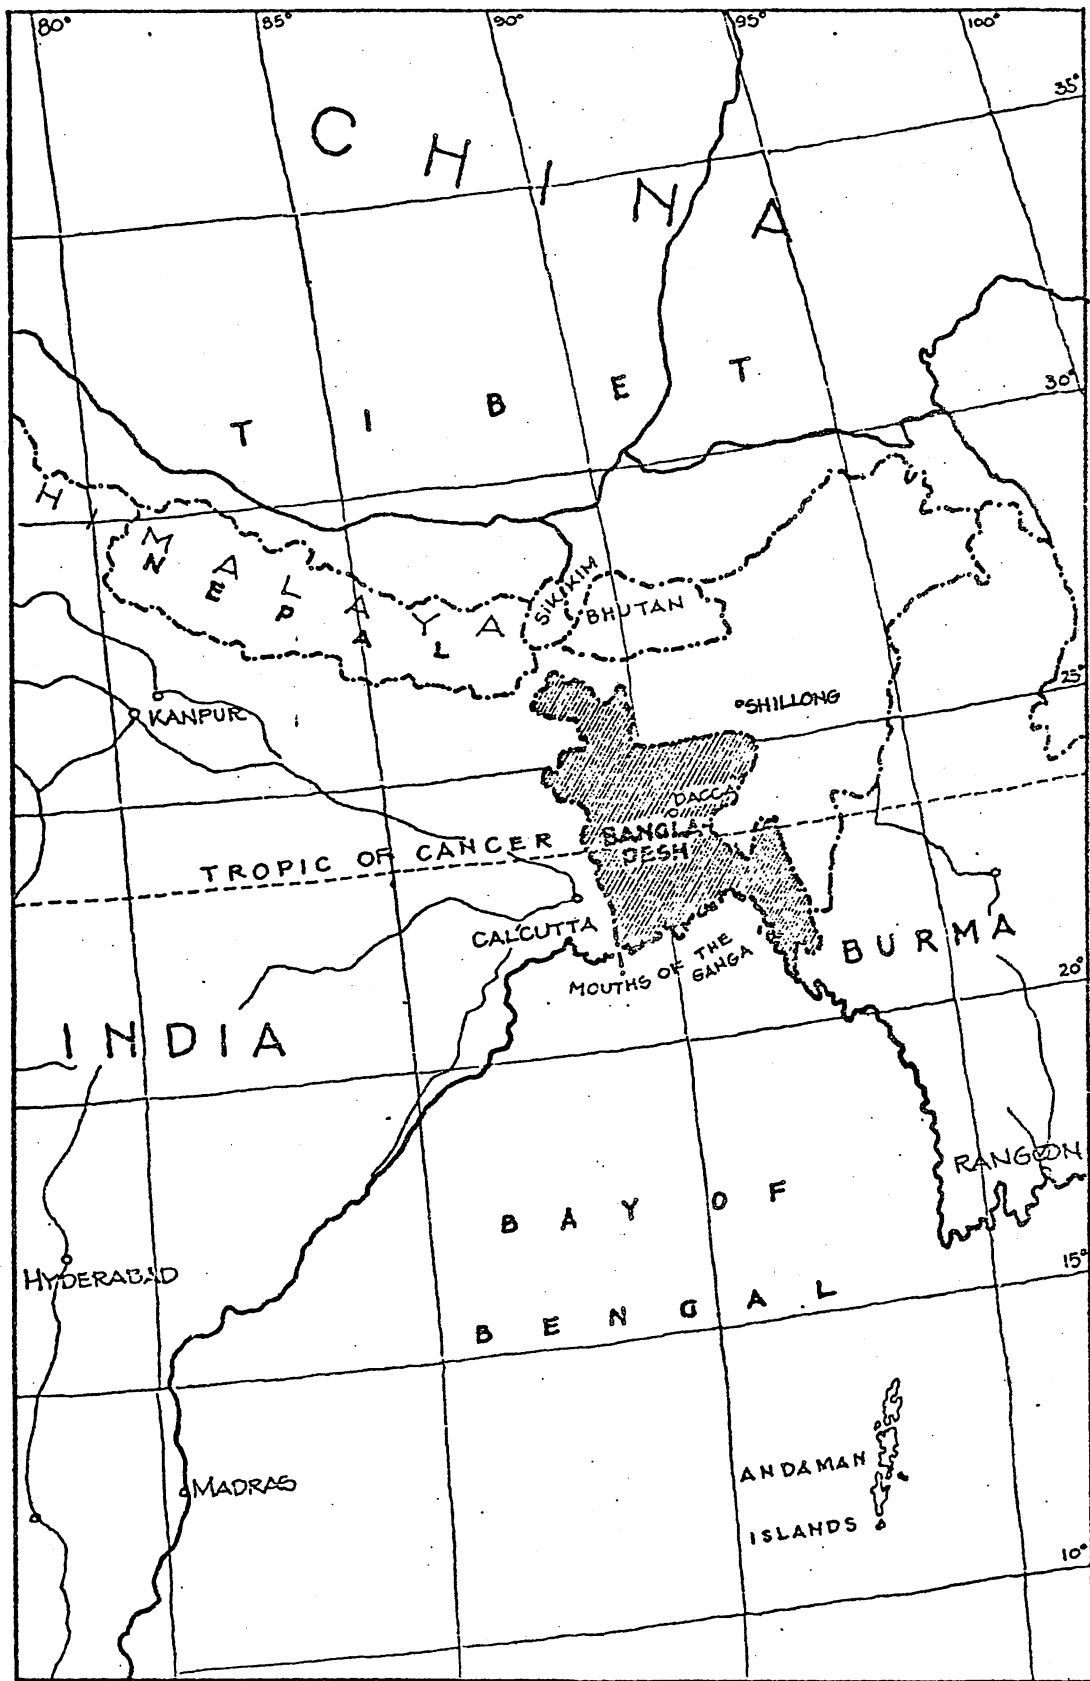 80° 85° 90° 95° 100°
35°
CHINA
TIBET
30°
HIMALAYA
NEPAL
SIKKIM
BHUTAN
25°
SHILLONG
KANPUR
DACCA
BANGLA-
DESH
TROPIC OF CANCER
CALCUTTA
MOUTHS OF THE
GANGA
BURMA
20°
INDIA
RANGOON
BAY OF
BENGAL
15°
HYDERABAD
MADRAS
ANDAMAN
ISLANDS
10°